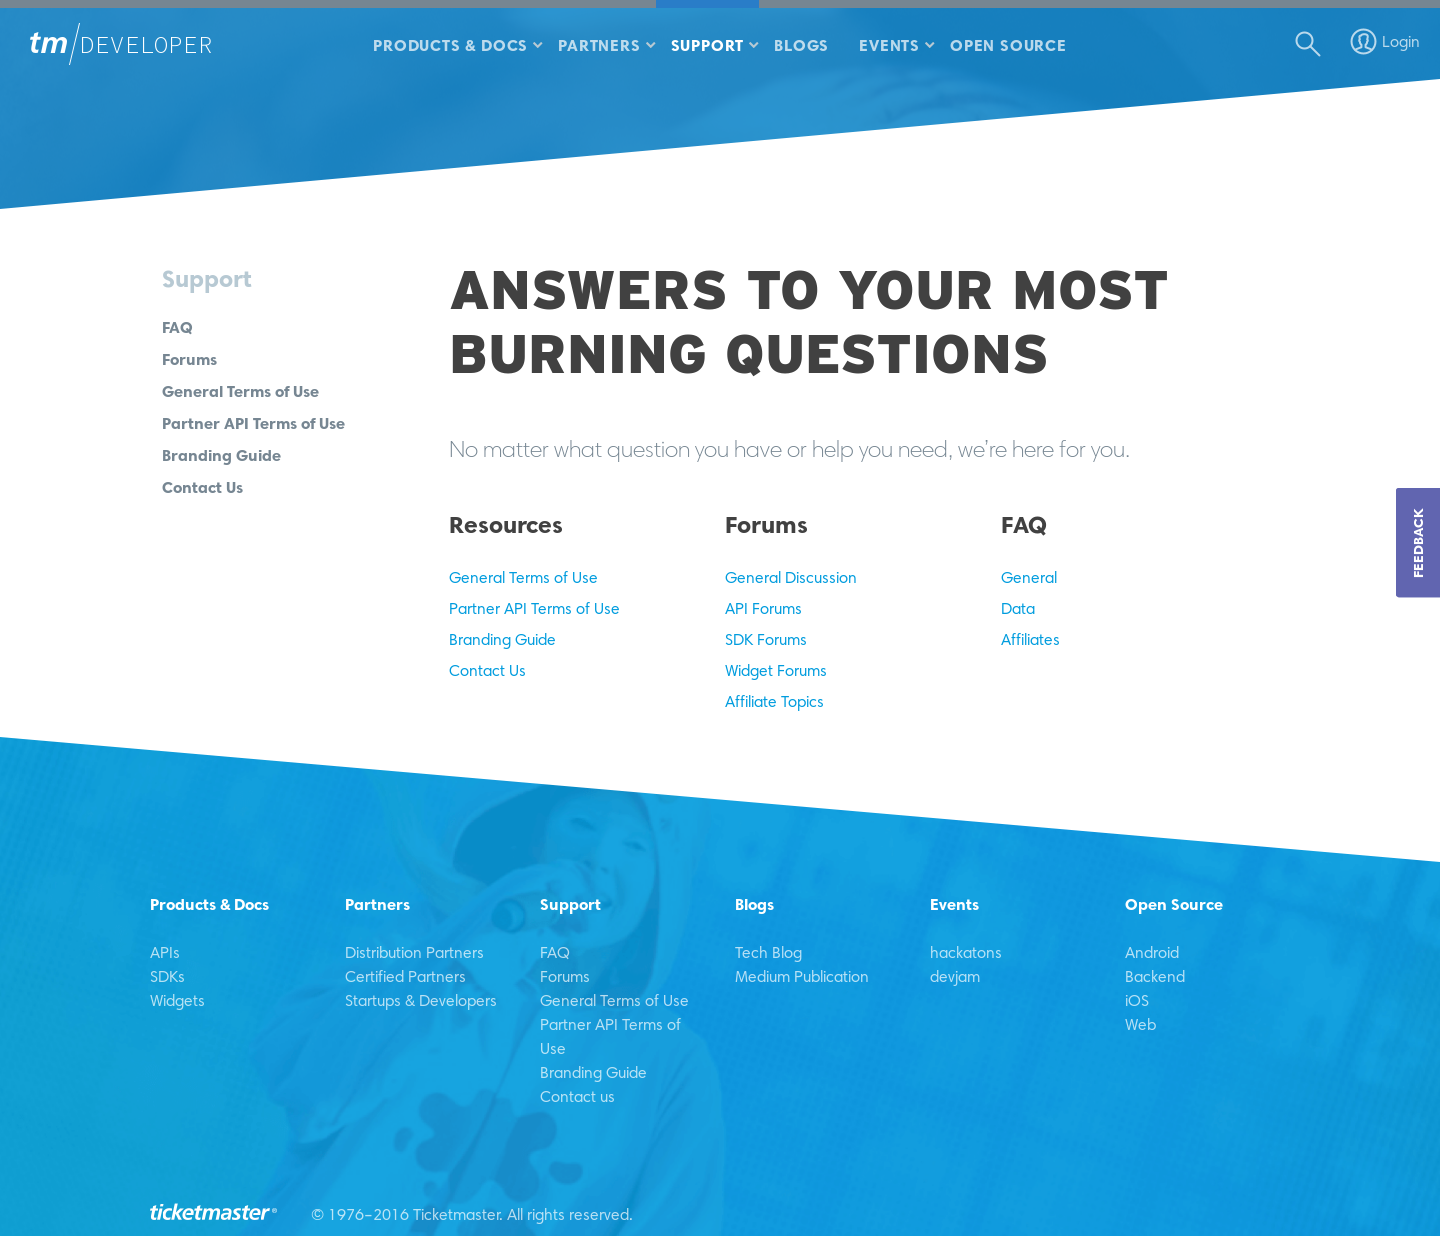 tm/DEVELOPER
PRODUCTS & DOCS
PARTNERS
SUPPORT
BLOGS
EVENTS
OPEN SOURCE
Login
Support
FAQ
Forums
General Terms of Use
Partner API Terms of Use
Branding Guide
Contact Us
ANSWERS TO YOUR MOST
BURNING QUESTIONS
No matter what question you have or help you need, we're here for you.
Resources
General Terms of Use
Partner API Terms of Use
Branding Guide
Contact Us
Forums
General Discussion
API Forums
SDK Forums
Widget Forums
Affiliate Topics
FAQ
General
Data
Affiliates
FEEDBACK
Products & Docs
APIs
SDKs
Widgets
Partners
Distribution Partners
Certified Partners
Startups & Developers
Support
FAQ
Forums
General Terms of Use
Partner API Terms of
Use
Branding Guide
Contact us
Blogs
Tech Blog
Medium Publication
Events
hackatons
devjam
Open Source
Android
Backend
iOS
Web
ticketmaster®
© 1976–2016 Ticketmaster. All rights reserved.